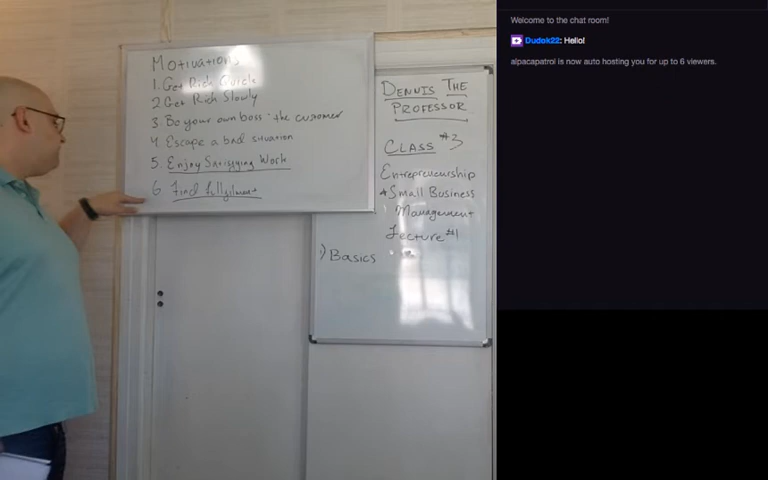 Motivations
1. Get Rich Quick
2 Get Rich Slowly
3. Be your own boss - the customer
4. Escape a bad situation
5. Enjoy Satisfying Work
6 Find fulfillment
Dennis The
Professor
Class #3
Entrepreneurship
Small Business
Management
Lecture #1
1) Basics
Welcome to the chat room!
Dudok22: Hello!
alpacapatrol is now auto hosting you for up to 6 viewers.